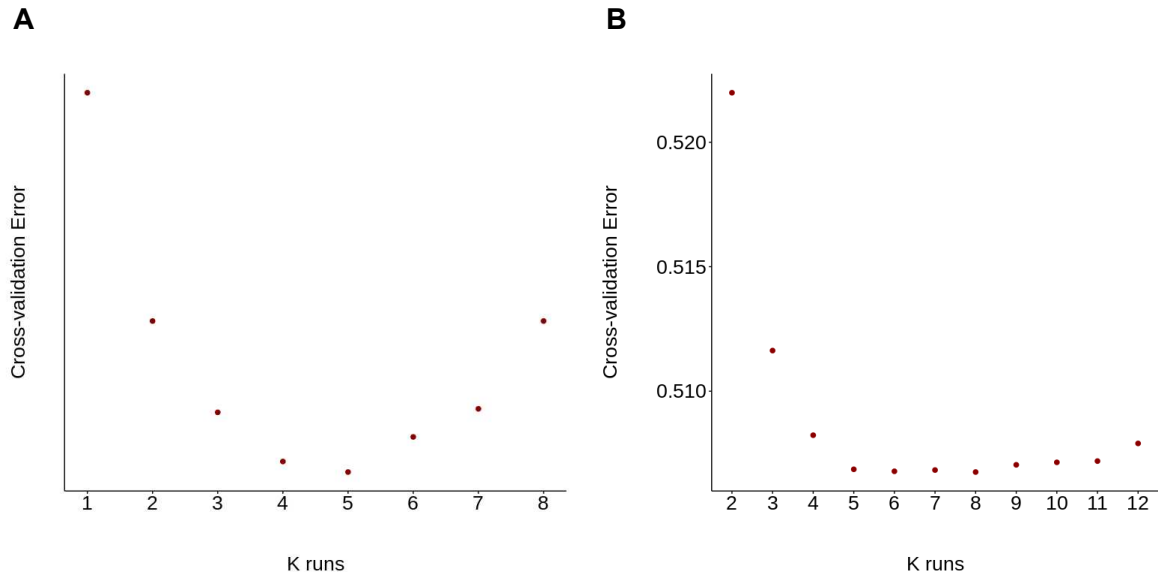 A
Cross-validation Error
1 2 3 4 5 6 7 8
K runs
B
Cross-validation Error
0.520
0.515
0.510
2 3 4 5 6 7 8 9 10 11 12
K runs